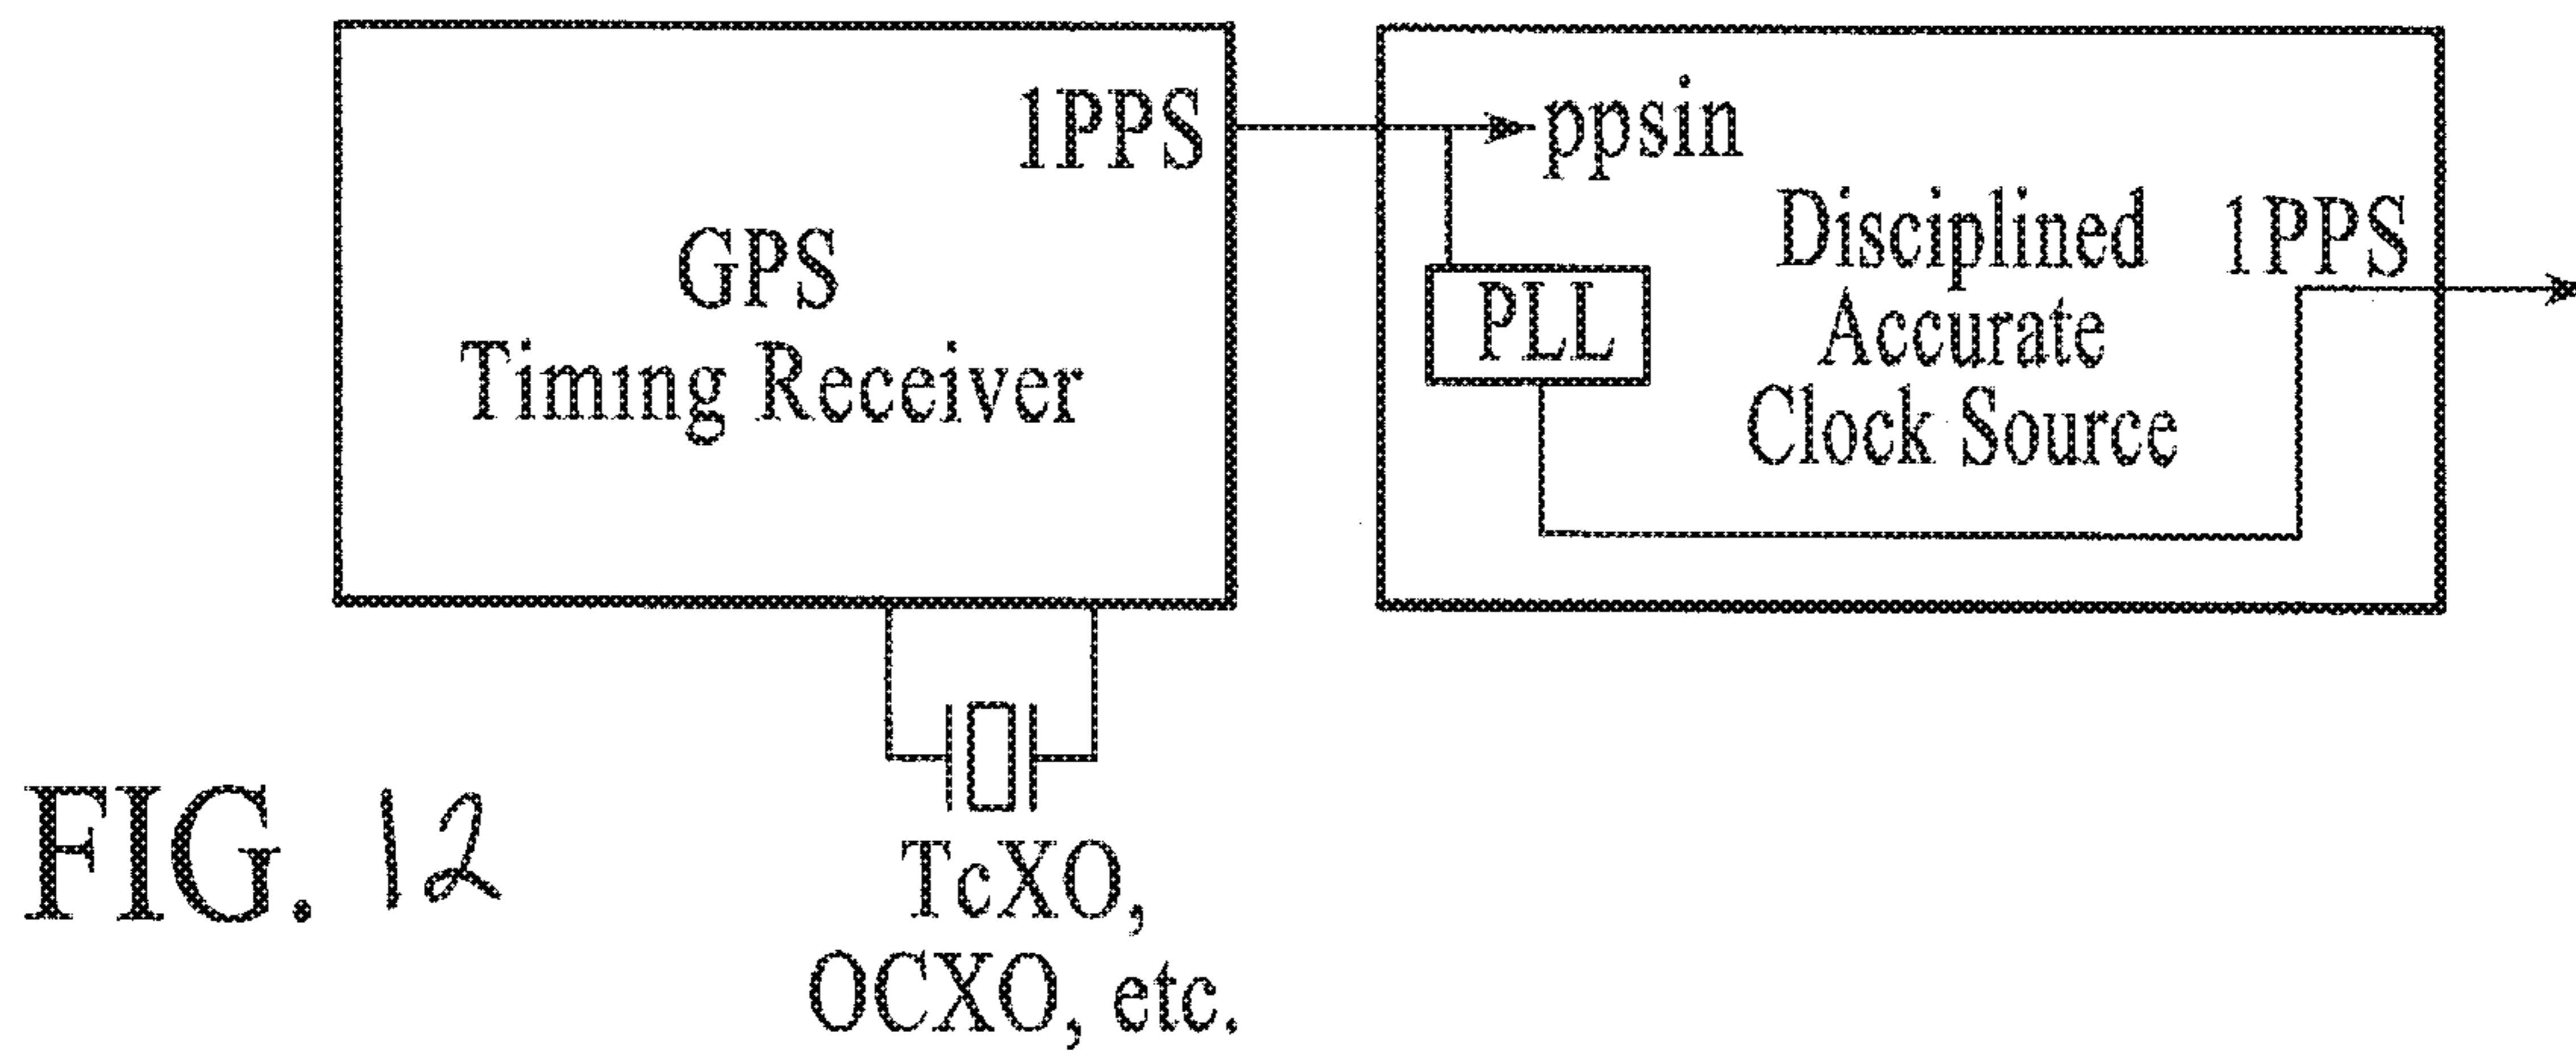 1PPS
GPS
Timing Receiver
ppsin
PLL
Disciplined
Accurate
Clock Source
1PPS
TcXO,
OCXO, etc.
FIG. 12